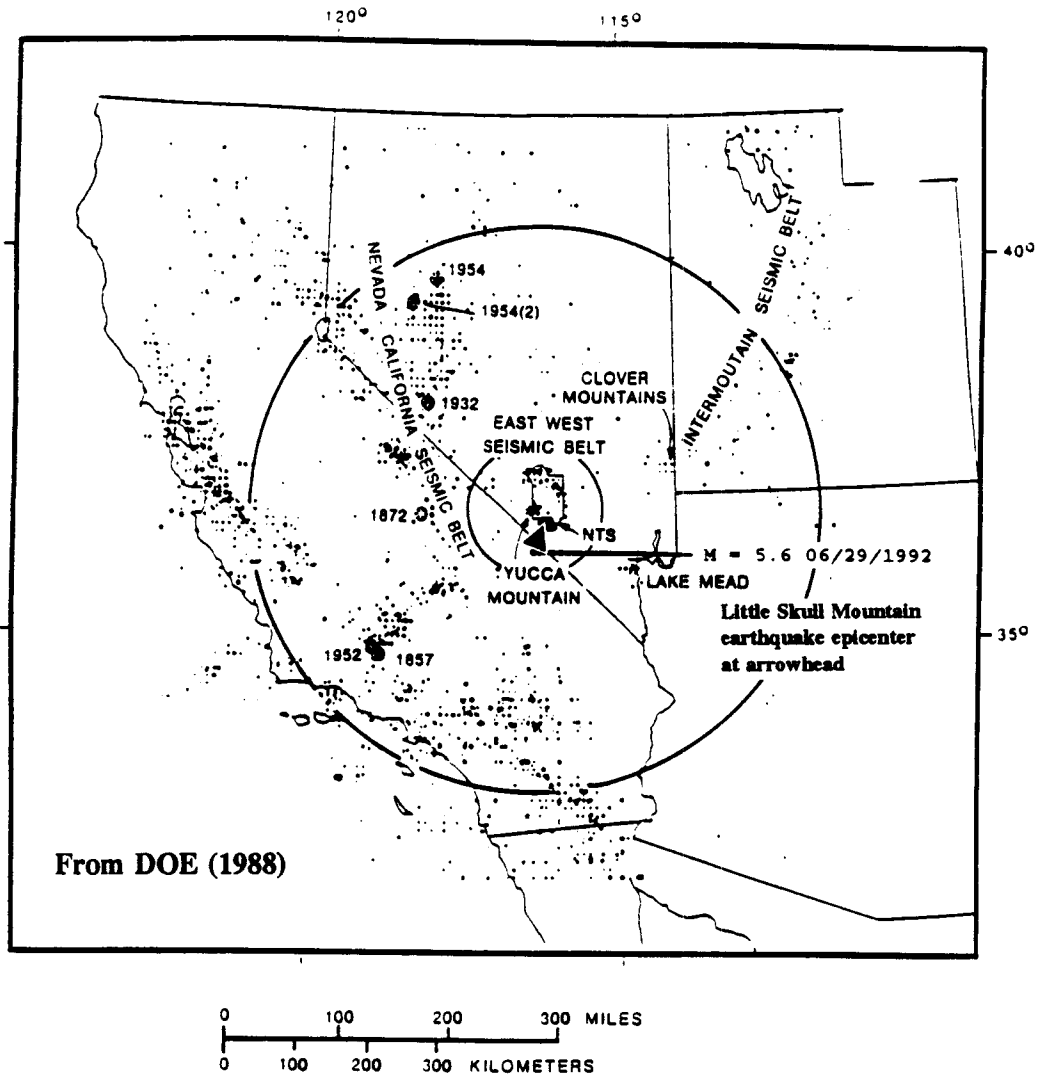 120°
115°
40°
35°
NEVADA CALIFORNIA SEISMIC BELT
1954
1954(2)
1932
1872
1952
1857
INTERMOUTAIN SEISMIC BELT
CLOVER
MOUNTAINS
EAST WEST
SEISMIC BELT
NTS
YUCCA
MOUNTAIN
M = 5.6 06/29/1992
LAKE MEAD
Little Skull Mountain
earthquake epicenter
at arrowhead
From DOE (1988)
0 100 200 300 MILES
0 100 200 300 KILOMETERS